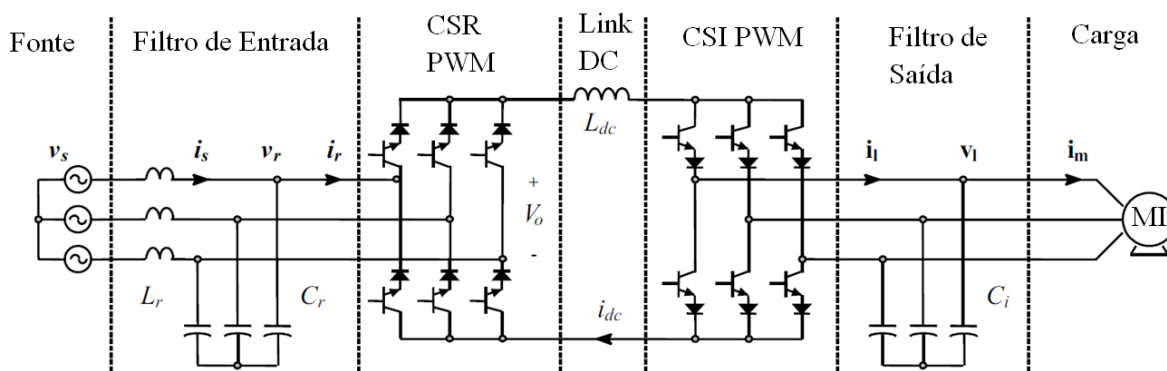 Fonte
Filtro de Entrada
CSR
PWM
Link
DC
CSI PWM
Filtro de
Saída
Carga
v_s
i_s
v_r
i_r
L_dc
i_l
v_l
i_m
+
V_o
-
MI
L_r
C_r
i_dc
C_i